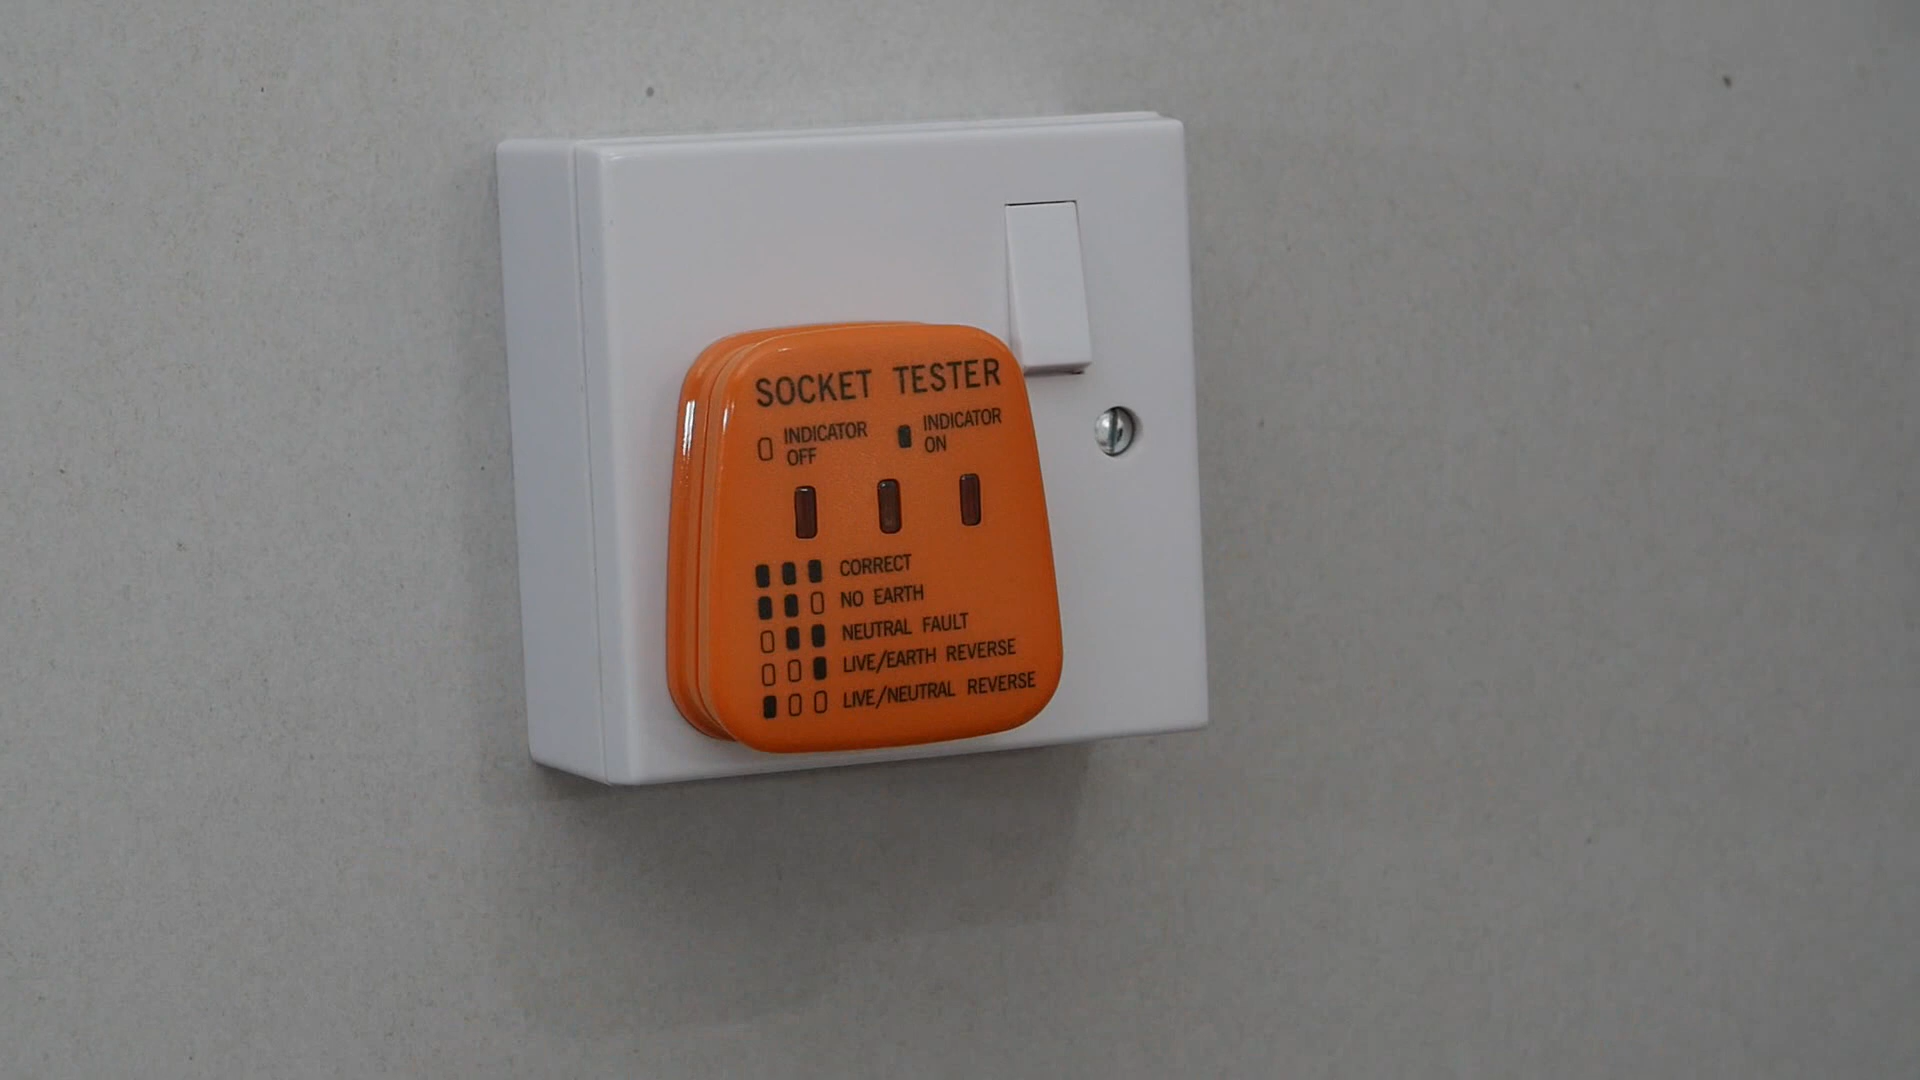 SOCKET TESTER
INDICATOR OFF
INDICATOR ON
CORRECT
NO EARTH
NEUTRAL FAULT
LIVE/EARTH REVERSE
LIVE/NEUTRAL REVERSE